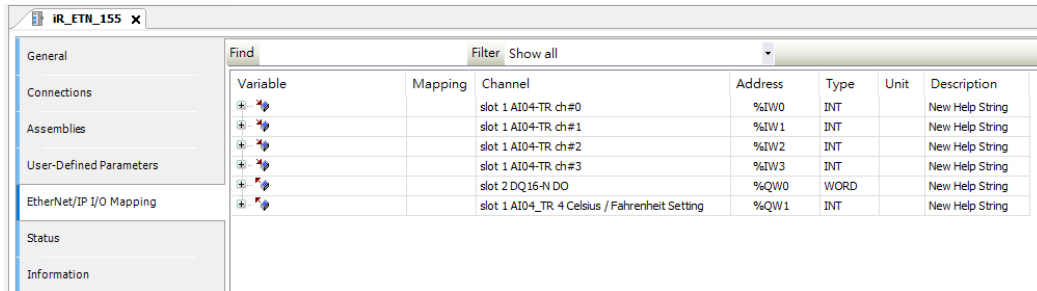 iR_ETN_155 x
General
Connections
Assemblies
User-Defined Parameters
EtherNet/IP I/O Mapping
Status
Information
Find Filter Show all
Variable Mapping Channel Address Type Unit Description
slot 1 AI04-TR ch#0 %IW0 INT New Help String
slot 1 AI04-TR ch#1 %IW1 INT New Help String
slot 1 AI04-TR ch#2 %IW2 INT New Help String
slot 1 AI04-TR ch#3 %IW3 INT New Help String
slot 2 DQ16-N DO %QW0 WORD New Help String
slot 1 AI04_TR 4 Celsius / Fahrenheit Setting %QW1 INT New Help String